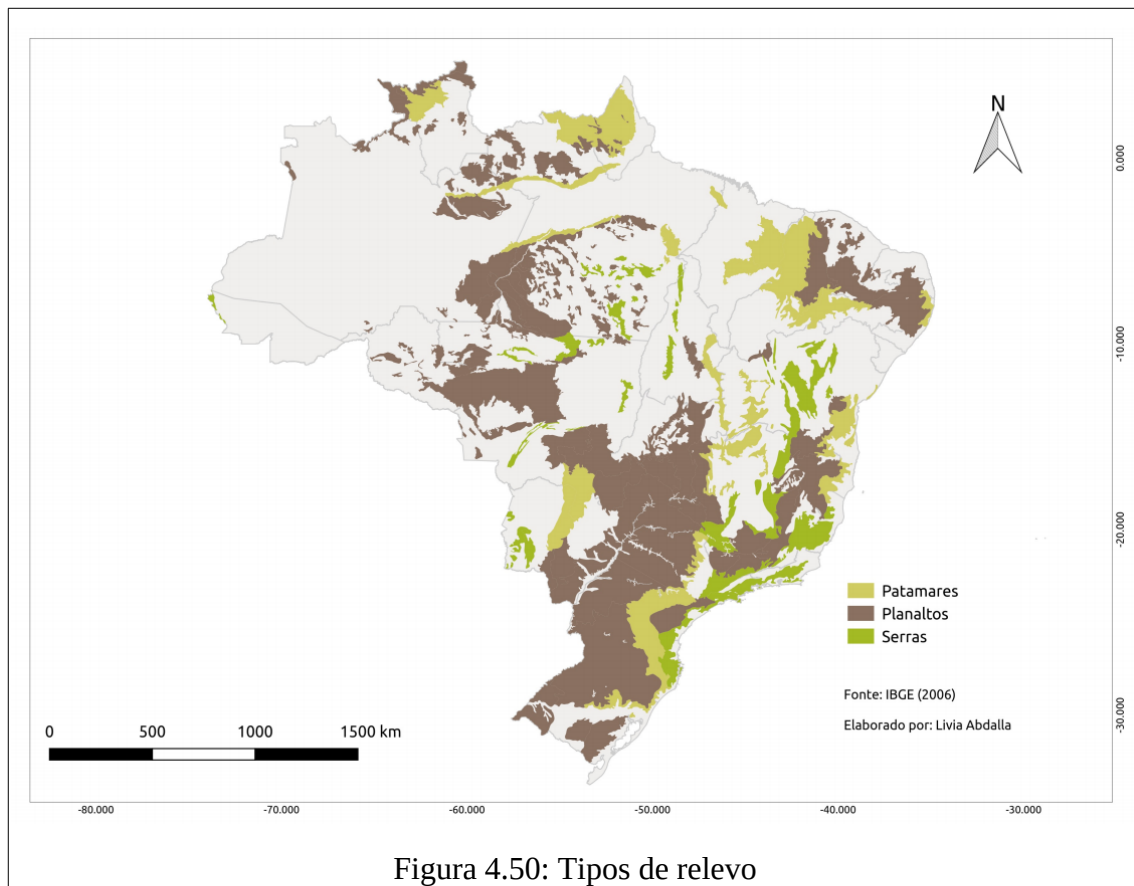 N
0.000
-10.000
-20.000
-30.000
Patamares
Planaltos
Serras
Fonte: IBGE (2006)
Elaborado por: Livia Abdalla
0 500 1000 1500 km
-80.000 -70.000 -60.000 -50.000 -40.000 -30.000
Figura 4.50: Tipos de relevo